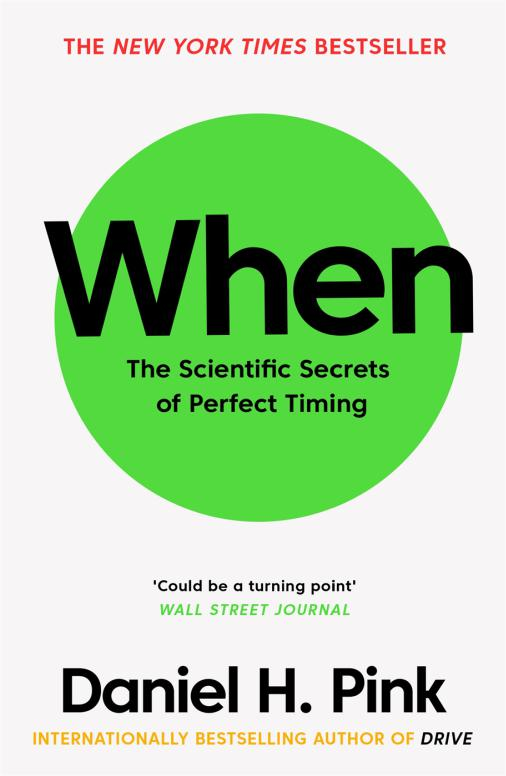 THE NEW YORK TIMES BESTSELLER
When
The Scientific Secrets
of Perfect Timing
'Could be a turning point'
WALL STREET JOURNAL
Daniel H. Pink
INTERNATIONALLY BESTSELLING AUTHOR OF DRIVE